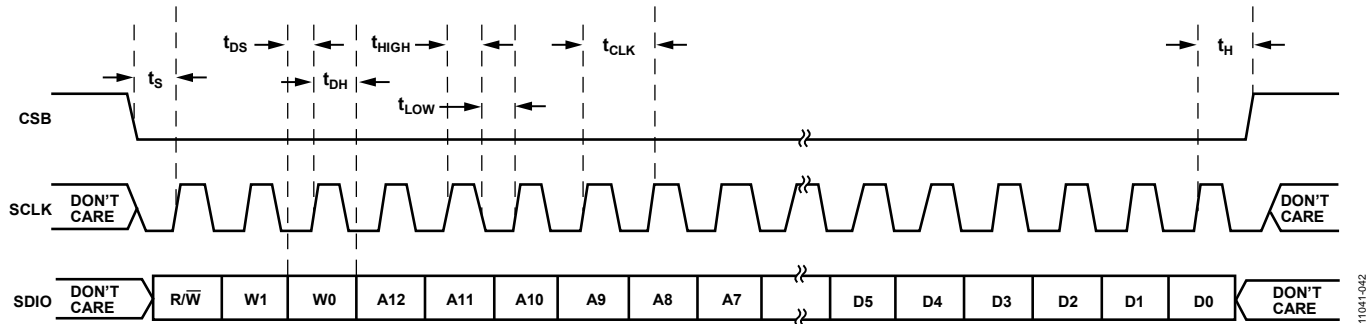 tDS
tHIGH
tCLK
tH
tS
tDH
tLOW
CSB
SCLK
DON'T
CARE
DON'T
CARE
SDIO
DON'T
CARE
R/W̅
W1
W0
A12
A11
A10
A9
A8
A7
D5
D4
D3
D2
D1
D0
DON'T
CARE
11041-042